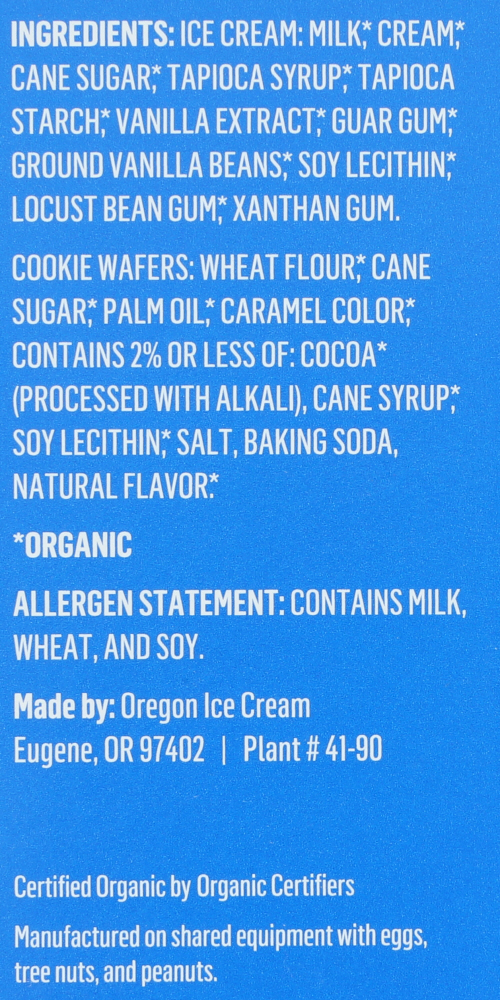 INGREDIENTS: ICE CREAM: MILK,* CREAM,*
CANE SUGAR,* TAPIOCA SYRUP,* TAPIOCA
STARCH,* VANILLA EXTRACT,* GUAR GUM,*
GROUND VANILLA BEANS,* SOY LECITHIN,*
LOCUST BEAN GUM,* XANTHAN GUM.
COOKIE WAFERS: WHEAT FLOUR,* CANE
SUGAR,* PALM OIL,* CARAMEL COLOR,*
CONTAINS 2% OR LESS OF: COCOA*
(PROCESSED WITH ALKALI), CANE SYRUP,*
SOY LECITHIN,* SALT, BAKING SODA,
NATURAL FLAVOR.*
*ORGANIC
ALLERGEN STATEMENT: CONTAINS MILK,
WHEAT, AND SOY.
Made by: Oregon Ice Cream
Eugene, OR 97402 | Plant # 41-90
Certified Organic by Organic Certifiers
Manufactured on shared equipment with eggs,
tree nuts, and peanuts.